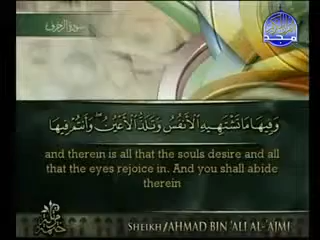 سورة الزخرف
وَفِيهَا مَا تَشْتَهِيهِ الْأَنفُسُ وَتَلَذُّ الْأَعْيُنُ ۖ وَأَنتُمْ فِيهَا
and therein is all that the souls desire and all
that the eyes rejoice in. And you shall abide
therein
SHEIKH/AHMAD BIN 'ALI AL-'AJMI